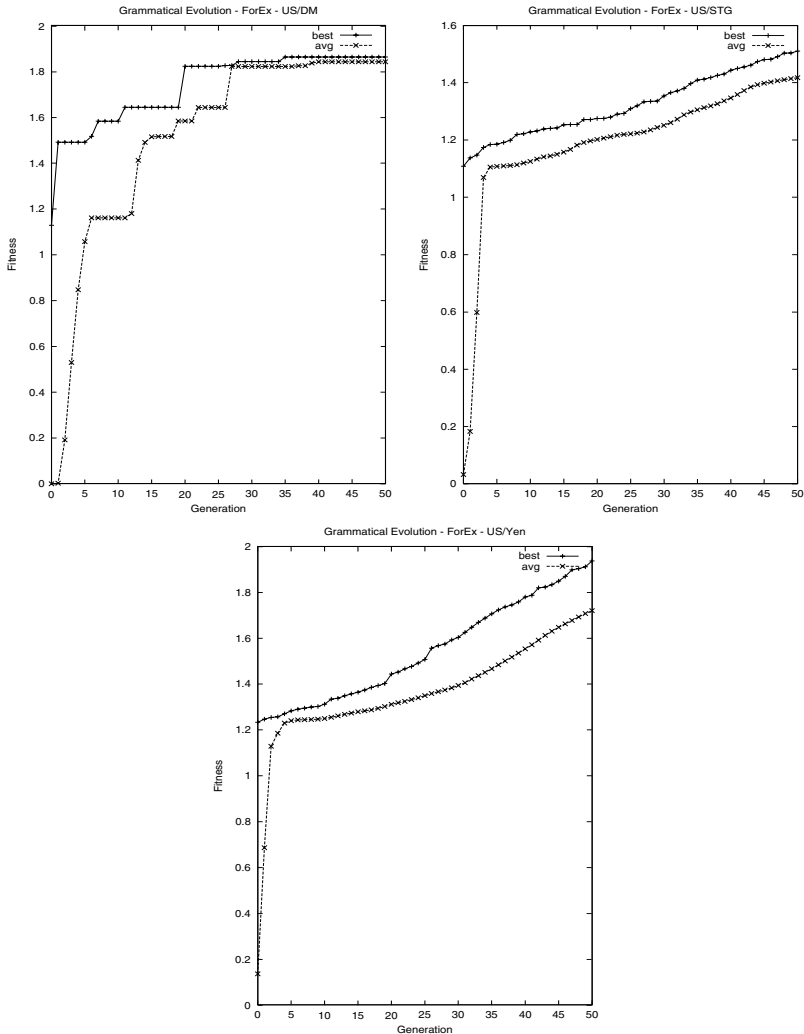 Grammatical Evolution - ForEx - US/DM
best
avg
2
1.8
1.6
1.4
1.2
1
0.8
0.6
0.4
0.2
0
Fitness
0 5 10 15 20 25 30 35 40 45 50
Generation
Grammatical Evolution - ForEx - US/STG
best
avg
1.6
1.4
1.2
1
0.8
0.6
0.4
0.2
0
Fitness
0 5 10 15 20 25 30 35 40 45 50
Generation
Grammatical Evolution - ForEx - US/Yen
best
avg
2
1.8
1.6
1.4
1.2
1
0.8
0.6
0.4
0.2
0
Fitness
0 5 10 15 20 25 30 35 40 45 50
Generation